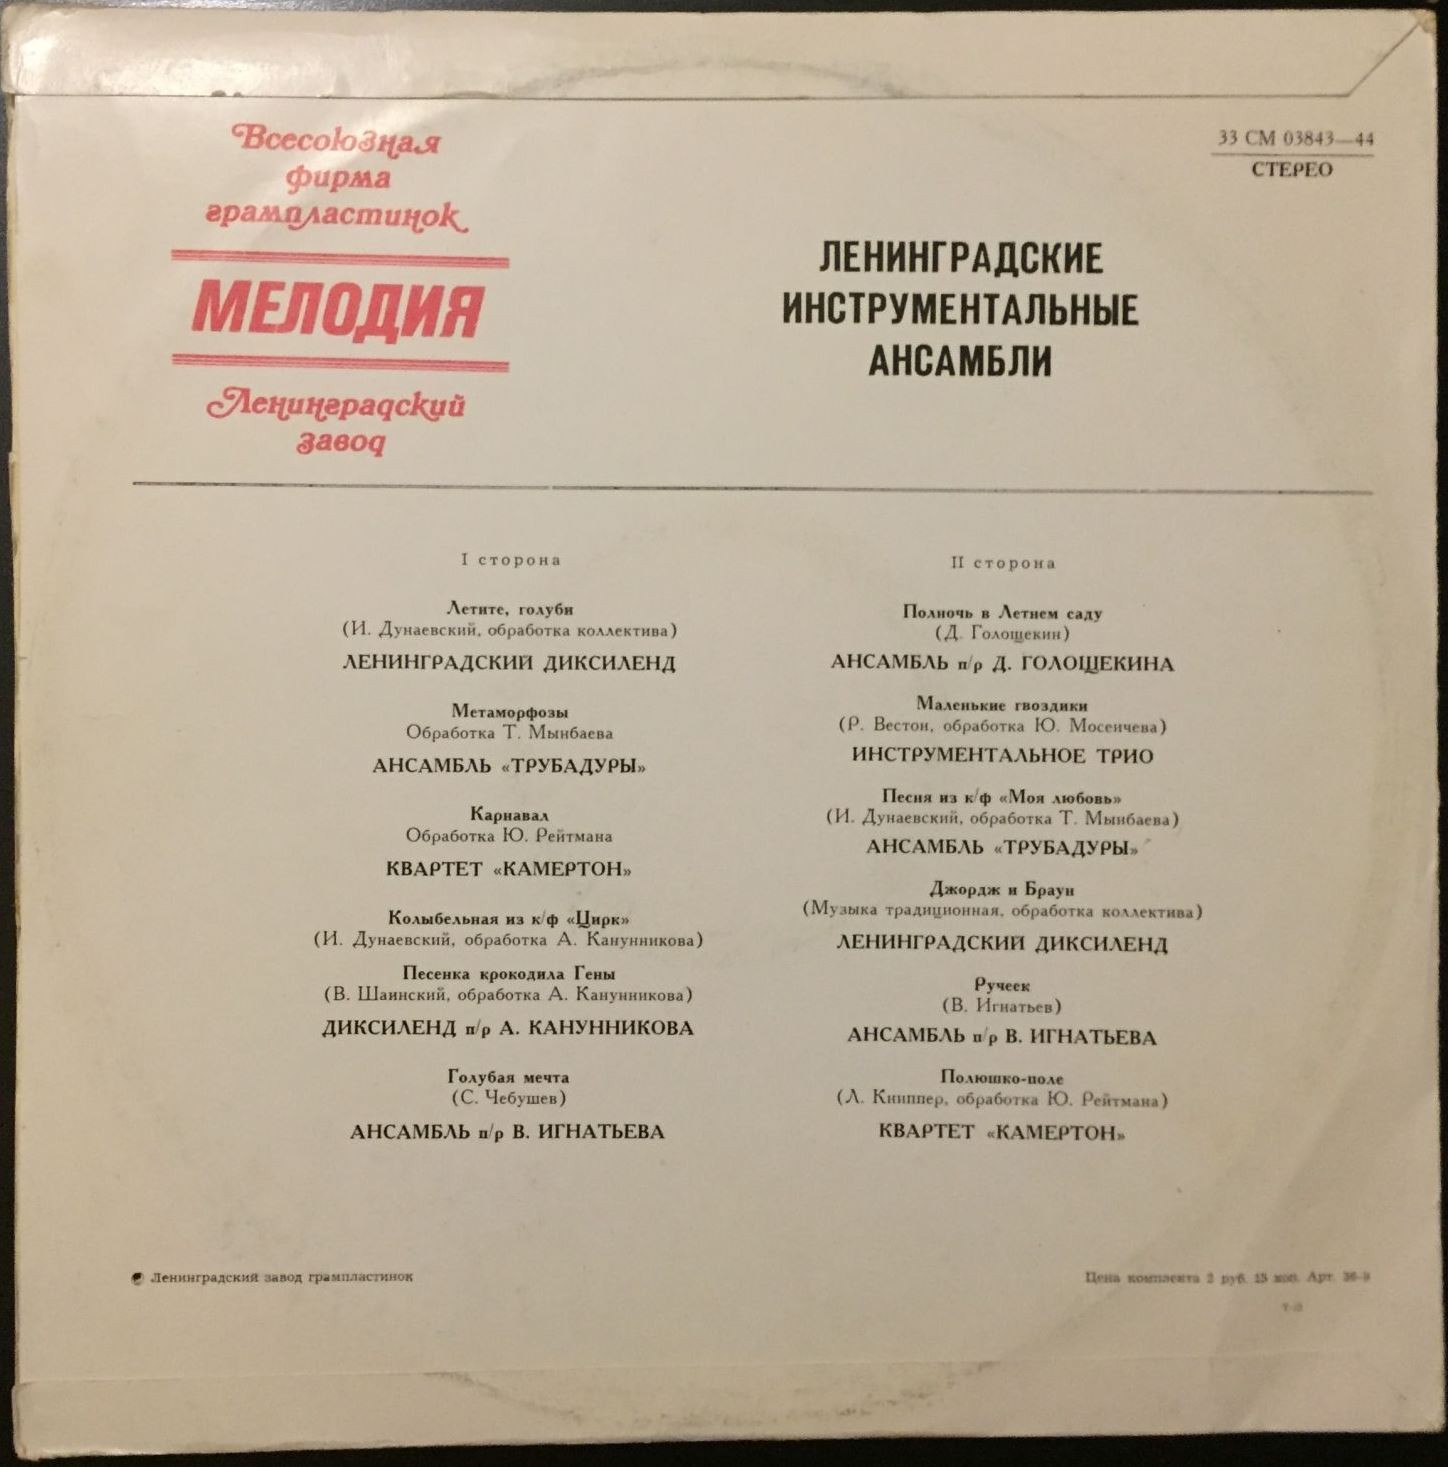 Всесоюзная
фирма
грампластинок
МЕЛОДИЯ
Ленинградский
завод
33 СМ 03843—44
СТЕРЕО
ЛЕНИНГРАДСКИЕ
ИНСТРУМЕНТАЛЬНЫЕ
АНСАМБЛИ
I сторона
Летите, голуби
(И. Дунаевский, обработка коллектива)
ЛЕНИНГРАДСКИЙ ДИКСИЛЕНД
Метаморфозы
Обработка Т. Мынбаева
АНСАМБЛЬ «ТРУБАДУРЫ»
Карнавал
Обработка Ю. Рейтмана
КВАРТЕТ «КАМЕРТОН»
Колыбельная из к/ф «Цирк»
(И. Дунаевский, обработка А. Канунникова)
Песенка крокодила Гены
(В. Шаинский, обработка А. Канунникова)
ДИКСИЛЕНД п/р А. КАНУННИКОВА
Голубая мечта
(С. Чебушев)
АНСАМБЛЬ п/р В. ИГНАТЬЕВА
II сторона
Полночь в Летнем саду
(Д. Голощекин)
АНСАМБЛЬ п/р Д. ГОЛОЩЕКИНА
Маленькие гвоздики
(Р. Вестон, обработка Ю. Мосеичева)
ИНСТРУМЕНТАЛЬНОЕ ТРИО
Песня из к/ф «Моя любовь»
(И. Дунаевский, обработка Т. Мынбаева)
АНСАМБЛЬ «ТРУБАДУРЫ»
Джордж и Браун
(Музыка традиционная, обработка коллектива)
ЛЕНИНГРАДСКИЙ ДИКСИЛЕНД
Ручеек
(В. Игнатьев)
АНСАМБЛЬ п/р В. ИГНАТЬЕВА
Полюшко-поле
(Л. Книппер, обработка Ю. Рейтмана)
КВАРТЕТ «КАМЕРТОН»
Ленинградский завод грампластинок
Цена комплекта 2 руб. 15 коп. Арт.